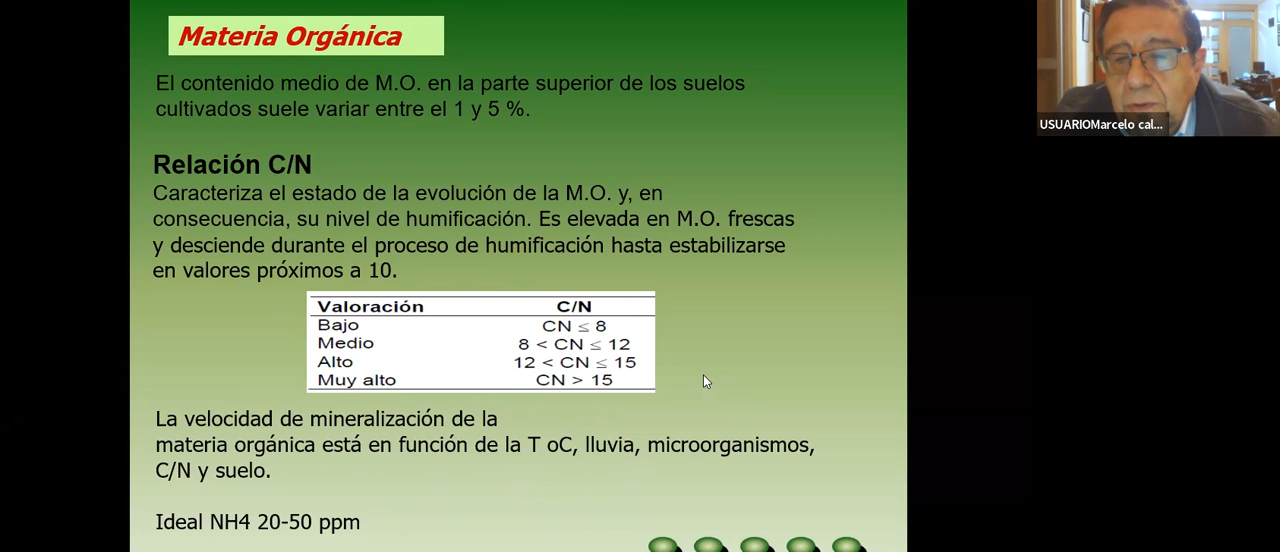 Materia Orgánica
USUARIOMarcelo cal...
El contenido medio de M.O. en la parte superior de los suelos
cultivados suele variar entre el 1 y 5 %.
Relación C/N
Caracteriza el estado de la evolución de la M.O. y, en
consecuencia, su nivel de humificación. Es elevada en M.O. frescas
y desciende durante el proceso de humificación hasta estabilizarse
en valores próximos a 10.
Valoración C/N
Bajo CN ≤ 8
Medio 8 < CN ≤ 12
Alto 12 < CN ≤ 15
Muy alto CN > 15
La velocidad de mineralización de la
materia orgánica está en función de la T oC, lluvia, microorganismos,
C/N y suelo.
Ideal NH4 20-50 ppm